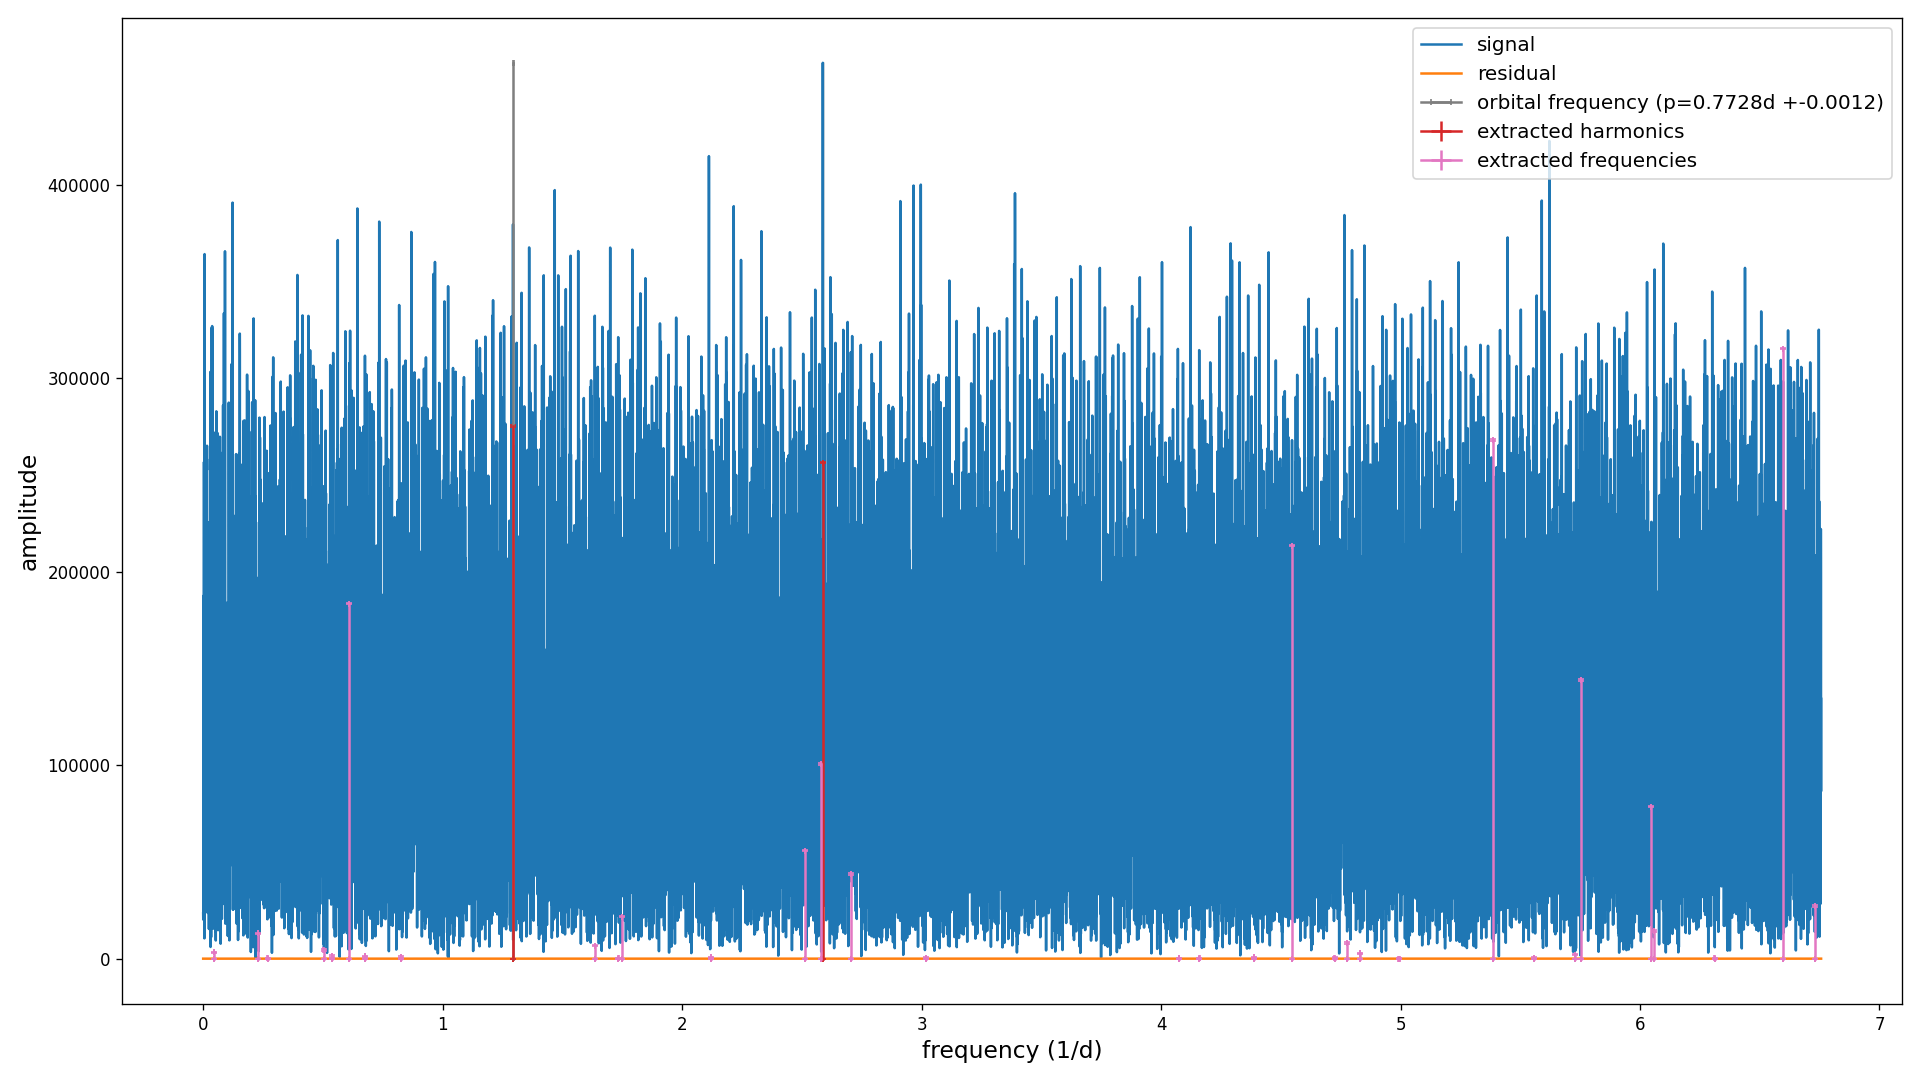 signal
residual
orbital frequency (p=0.7728d +-0.0012)
extracted harmonics
extracted frequencies
400000
300000
200000
100000
0
amplitude
0 1 2 3 4 5 6 7
frequency (1/d)